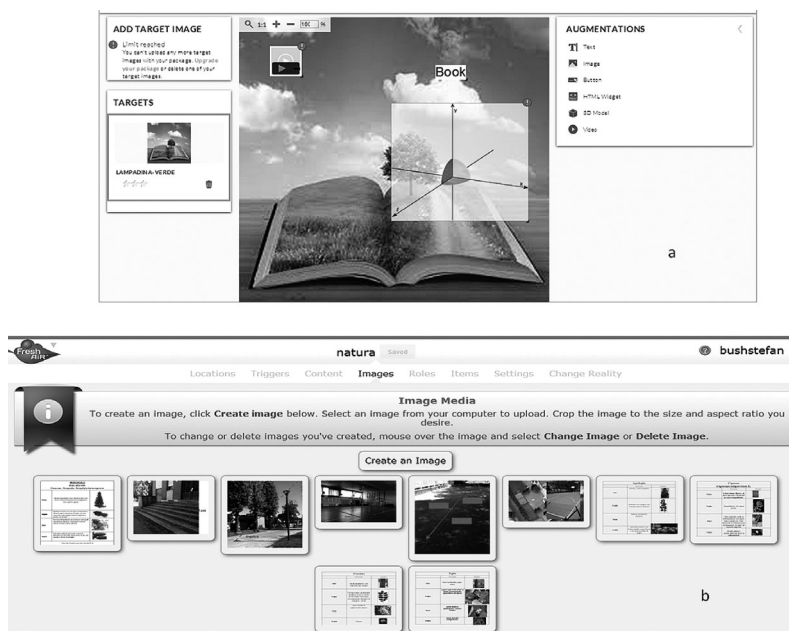 ADD TARGET IMAGE
Limit reached
You can't upload any more target
images with your package. Upgrade
your package or delete one of your
target images.
TARGETS
LAMPADINA-VERDE
1:1 100 %
Book
y
x
z
AUGMENTATIONS
Text
Image
Button
HTML Widget
3D Model
Video
a
Fresh
AiR
natura Saved
bushstefan
Locations Triggers Content Images Roles Items Settings Change Reality
Image Media
To create an image, click Create image below. Select an image from your computer to upload. Crop the image to the size and aspect ratio you
desire.
To change or delete images you've created, mouse over the image and select Change Image or Delete Image.
Create an Image
b